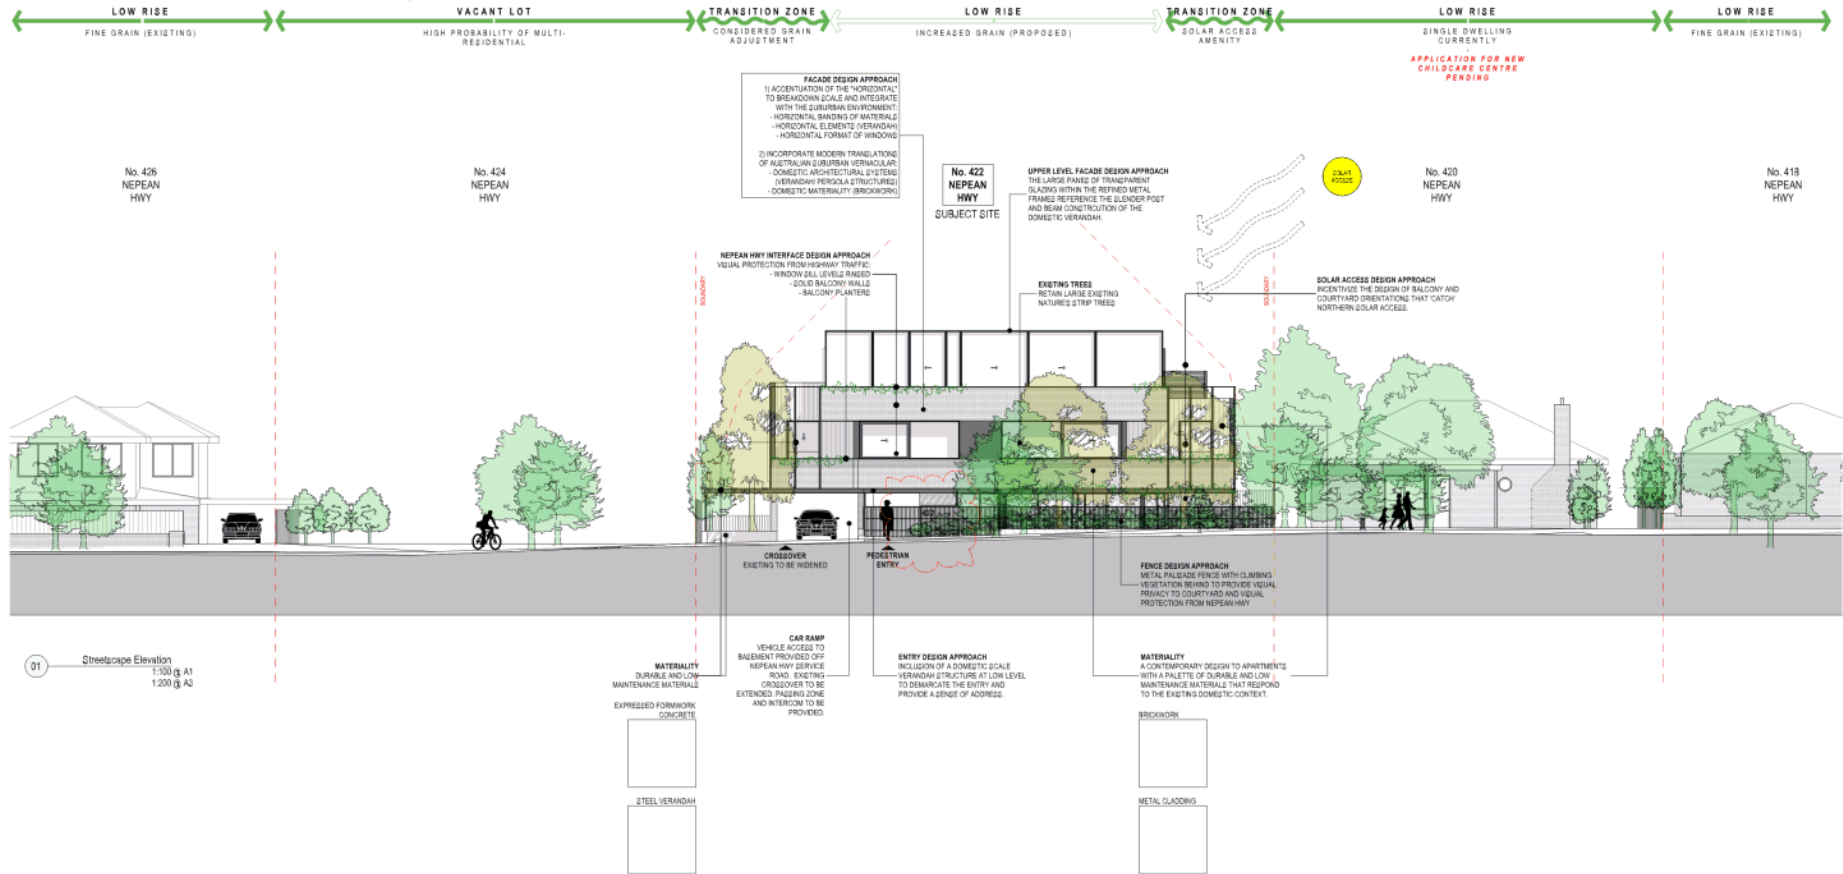 LOW RISE
FINE GRAIN (EXISTING)
VACANT LOT
HIGH PROBABILITY OF MULTI-
RESIDENTIAL
TRANSITION ZONE
CONSIDERED GRAIN
ADJUSTMENT
LOW RISE
INCREASED GRAIN (PROPOSED)
TRANSITION ZONE
SOLAR ACCESS
AMENITY
LOW RISE
SINGLE DWELLING
CURRENTLY
-
APPLICATION FOR NEW
CHILDCARE CENTRE
PENDING
LOW RISE
FINE GRAIN (EXISTING)
FACADE DESIGN APPROACH
1) ACCENTUATION OF THE "HORIZONTAL"
TO BREAKDOWN SCALE AND INTEGRATE
WITH THE SUBURBAN ENVIRONMENT:
- HORIZONTAL BANDING OF MATERIALS
- HORIZONTAL ELEMENTS (VERANDAH)
- HORIZONTAL FORMAT OF WINDOWS
2) INCORPORATE MODERN TRANSLATIONS
OF AUSTRALIAN SUBURBAN VERNACULAR:
- DOMESTIC ARCHITECTURAL SYSTEMS
(VERANDAH/ PERGOLA STRUCTURES)
- DOMESTIC MATERIALITY (BRICKWORK)
No. 426
NEPEAN
HWY
No. 424
NEPEAN
HWY
No. 422
NEPEAN
HWY
SUBJECT SITE
UPPER LEVEL FACADE DESIGN APPROACH
THE LARGE PANES OF TRANSPARENT
GLAZING WITHIN THE REFINED METAL
FRAMES REFERENCE THE SLENDER POST
AND BEAM CONSTRCUTION OF THE
DOMESTIC VERANDAH.
SOLAR
ACCESS
No. 420
NEPEAN
HWY
No. 418
NEPEAN
HWY
NEPEAN HWY INTERFACE DESIGN APPROACH
VISUAL PROTECTION FROM HIGHWAY TRAFFIC:
- WINDOW SILL LEVELS RAISED
- SOLID BALCONY WALLS
- BALCONY PLANTERS
BOUNDARY
EXISTING TREES
RETAIN LARGE EXISTING
NATURE'S STRIP TREES
BOUNDARY
SOLAR ACCESS DESIGN APPROACH
INCENTIVIZE THE DESIGN OF BALCONY AND
COURTYARD ORIENTATIONS THAT 'CATCH'
NORTHERN SOLAR ACCESS.
CROSSOVER
EXISTING TO BE WIDENED
PEDESTRIAN
ENTRY
FENCE DESIGN APPROACH
METAL PALISADE FENCE WITH CLIMBING
VEGETATION BEHIND TO PROVIDE VISUAL
PRIVACY TO COURTYARD AND VISUAL
PROTECTION FROM NEPEAN HWY
01
Streetscape Elevation
1:100 @ A1
1:200 @ A3
MATERIALITY
DURABLE AND LOW
MAINTENANCE MATERIALS
EXPRESSED FORMWORK
CONCRETE
STEEL VERANDAH
CAR RAMP
VEHICLE ACCESS TO
BASEMENT PROVIDED OFF
NEPEAN HWY SERVICE
ROAD. EXISTING
CROSSOVER TO BE
EXTENDED. PASSING ZONE
AND INTERCOM TO BE
PROVIDED.
ENTRY DESIGN APPROACH
INCLUSION OF A DOMESTIC SCALE
VERANDAH STRUCTURE AT LOW LEVEL
TO DEMARCATE THE ENTRY AND
PROVIDE A SENSE OF ADDRESS.
MATERIALITY
A CONTEMPORARY DESIGN TO APARTMENTS
WITH A PALETTE OF DURABLE AND LOW
MAINTENANCE MATERIALS THAT RESPOND
TO THE EXISTING DOMESTIC CONTEXT.
BRICKWORK
METAL CLADDING